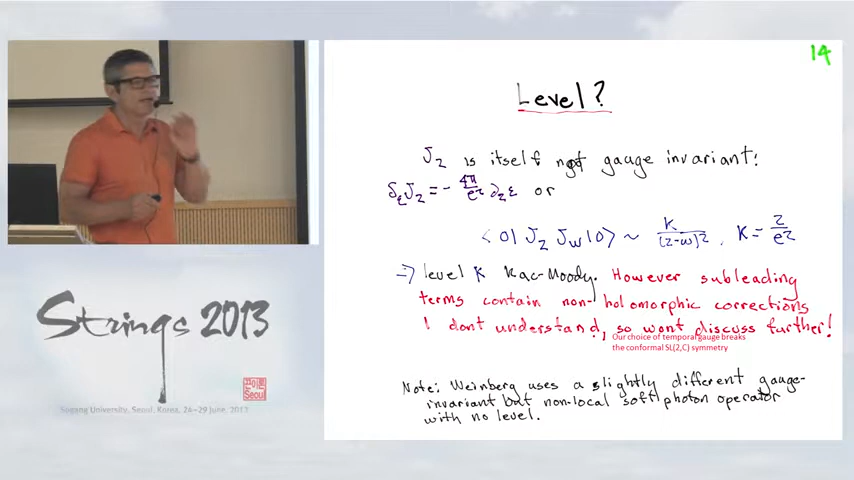 14
Level?
J_z is itself not gauge invariant:
δ_ε J_z = - 4π/e² ∂_z ε or
<0| J_z J_w |0> ~ K/(z-w)², K = 2/e²
=> level K Kac-Moody. However subleading
terms contain non-holomorphic corrections
I dont understand, so wont discuss further!
Our choice of temporal gauge breaks
the conformal SL(2,C) symmetry
Note: Weinberg uses a slightly different gauge-
invariant but non-local soft photon operator
with no level.
Strings 2013
Seoul
Sogang University, Seoul, Korea, 24-29 June, 2013